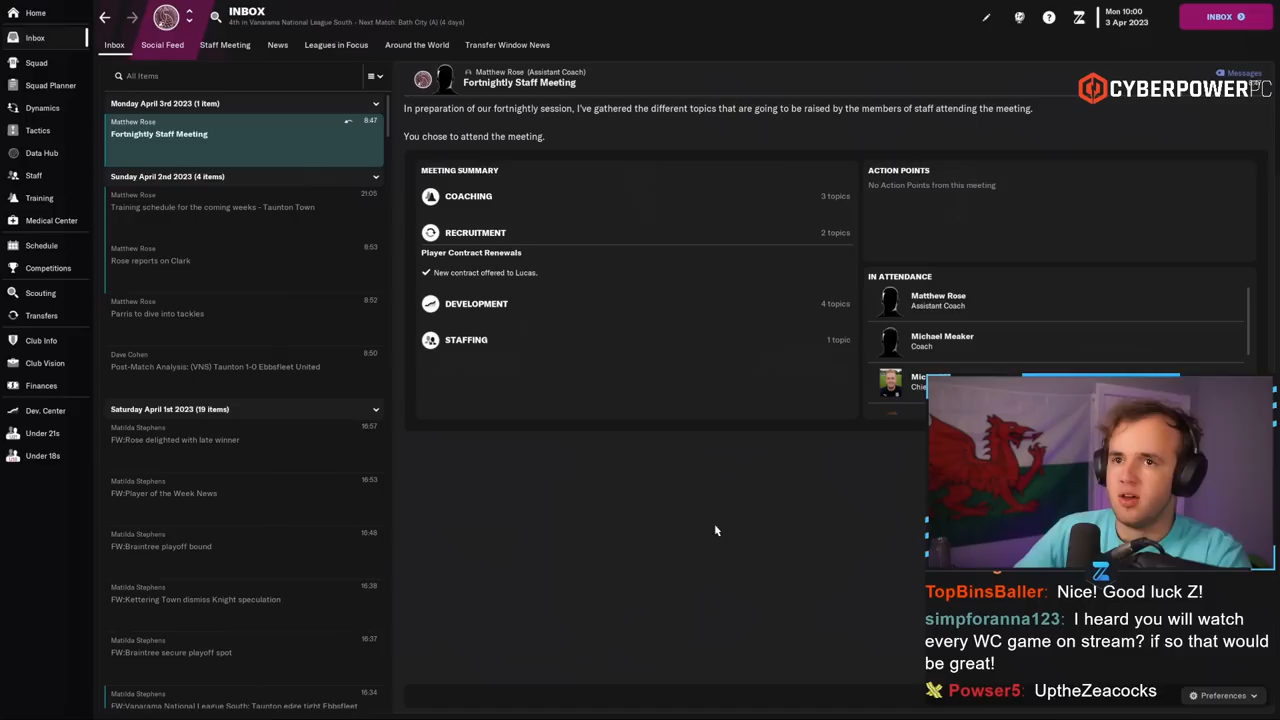 Home
Inbox
Squad
Squad Planner
Dynamics
Tactics
Data Hub
Staff
Training
Medical Center
Schedule
Competitions
Scouting
Transfers
Club Info
Club Vision
Finances
Dev. Center
Under 21s
Under 18s
INBOX
4th in Vanarama National League South - Next Match: Bath City (A) (4 days)
Mon 10:00
3 Apr 2023
INBOX
Inbox
Social Feed
Staff Meeting
News
Leagues in Focus
Around the World
Transfer Window News
All Items
Monday April 3rd 2023 (1 item)
Matthew Rose
8:47
Fortnightly Staff Meeting
Sunday April 2nd 2023 (4 items)
Matthew Rose
21:05
Training schedule for the coming weeks - Taunton Town
Matthew Rose
8:53
Rose reports on Clark
Matthew Rose
8:52
Parris to dive into tackles
Dave Cohen
8:50
Post-Match Analysis: (VNS) Taunton 1-0 Ebbsfleet United
Saturday April 1st 2023 (19 items)
Matilda Stephens
16:57
FW:Rose delighted with late winner
Matilda Stephens
16:53
FW:Player of the Week News
Matilda Stephens
16:48
FW:Braintree playoff bound
Matilda Stephens
16:38
FW:Kettering Town dismiss Knight speculation
Matilda Stephens
16:37
FW:Braintree secure playoff spot
Matilda Stephens
16:34
FW:Vanarama National League South: Taunton edge tight Ebbsfleet
Matthew Rose (Assistant Coach)
Fortnightly Staff Meeting
Messages
CYBERPOWERPC
In preparation of our fortnightly session, I've gathered the different topics that are going to be raised by the members of staff attending the meeting.
You chose to attend the meeting.
MEETING SUMMARY
COACHING
3 topics
RECRUITMENT
2 topics
Player Contract Renewals
New contract offered to Lucas.
DEVELOPMENT
4 topics
STAFFING
1 topic
ACTION POINTS
No Action Points from this meeting
IN ATTENDANCE
Matthew Rose
Assistant Coach
Michael Meaker
Coach
TopBinsBaller: Nice! Good luck Z!
simpforanna123: I heard you will watch
every WC game on stream? if so that would
be great!
Powser5: UptheZeacocks
Preferences